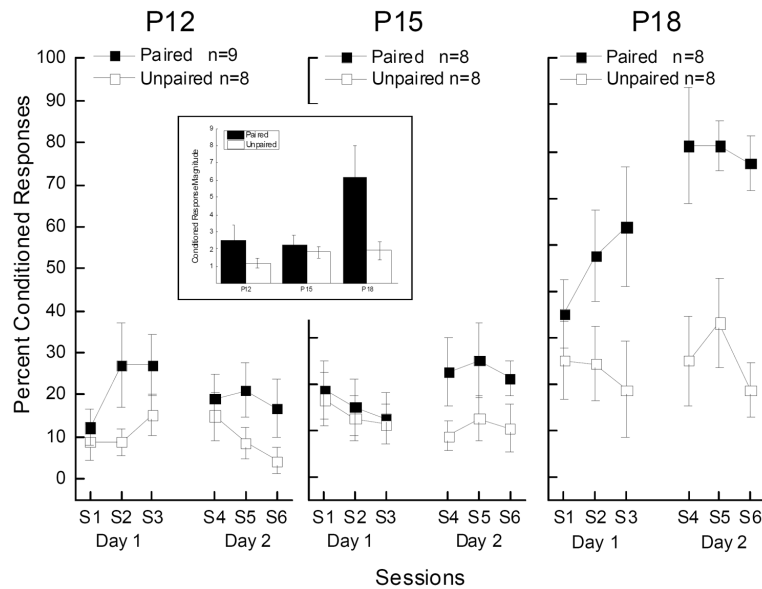 P12 P15 P18
Paired n=9
Unpaired n=8
Paired n=8
Unpaired n=8
Paired n=8
Unpaired n=8
Percent Conditioned Responses
100
90
80
70
60
50
40
30
20
10
0
Conditioned Response Magnitude
9
8
7
6
5
4
3
2
1
Paired
Unpaired
P12 P15 P18
S1 S2 S3 S4 S5 S6 S1 S2 S3 S4 S5 S6 S1 S2 S3 S4 S5 S6
Day 1 Day 2 Day 1 Day 2 Day 1 Day 2
Sessions